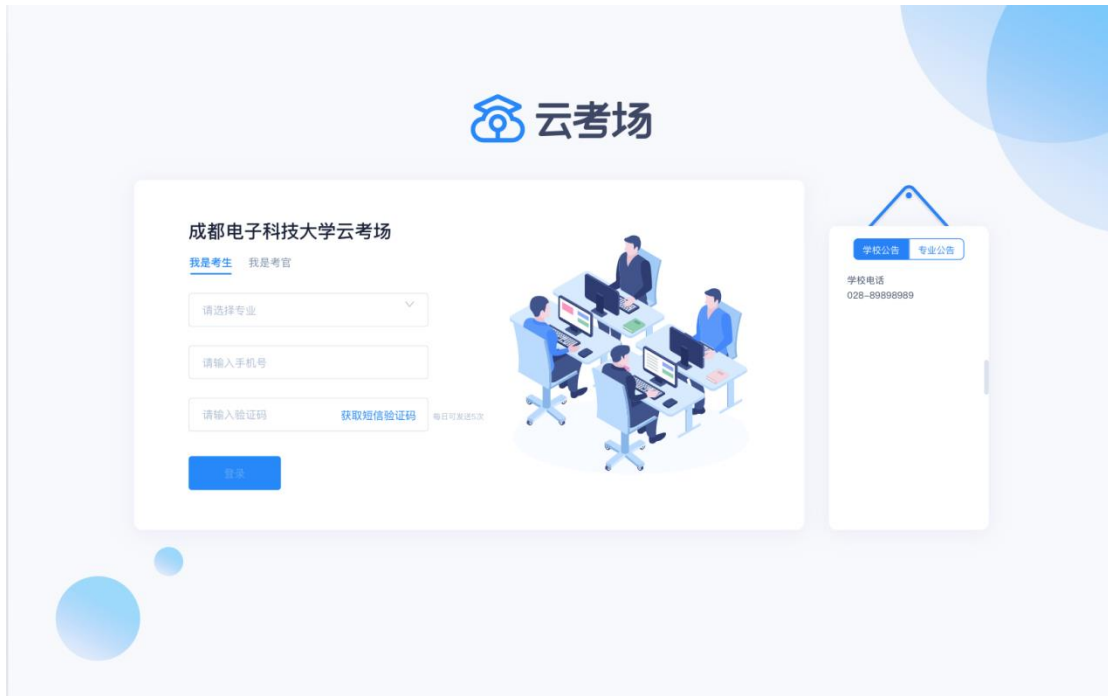 云考场
成都电子科技大学云考场
我是考生 我是考官
请选择专业
请输入手机号
请输入验证码 获取短信验证码 每日可发送5次
登录
学校公告 专业公告
学校电话
028-89898989